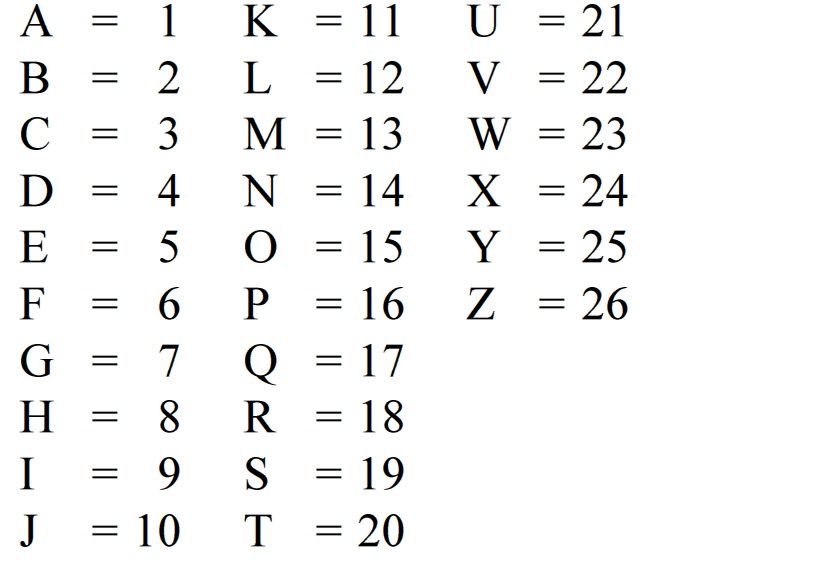 A = 1 K = 11 U = 21
B = 2 L = 12 V = 22
C = 3 M = 13 W = 23
D = 4 N = 14 X = 24
E = 5 O = 15 Y = 25
F = 6 P = 16 Z = 26
G = 7 Q = 17
H = 8 R = 18
I = 9 S = 19
J = 10 T = 20